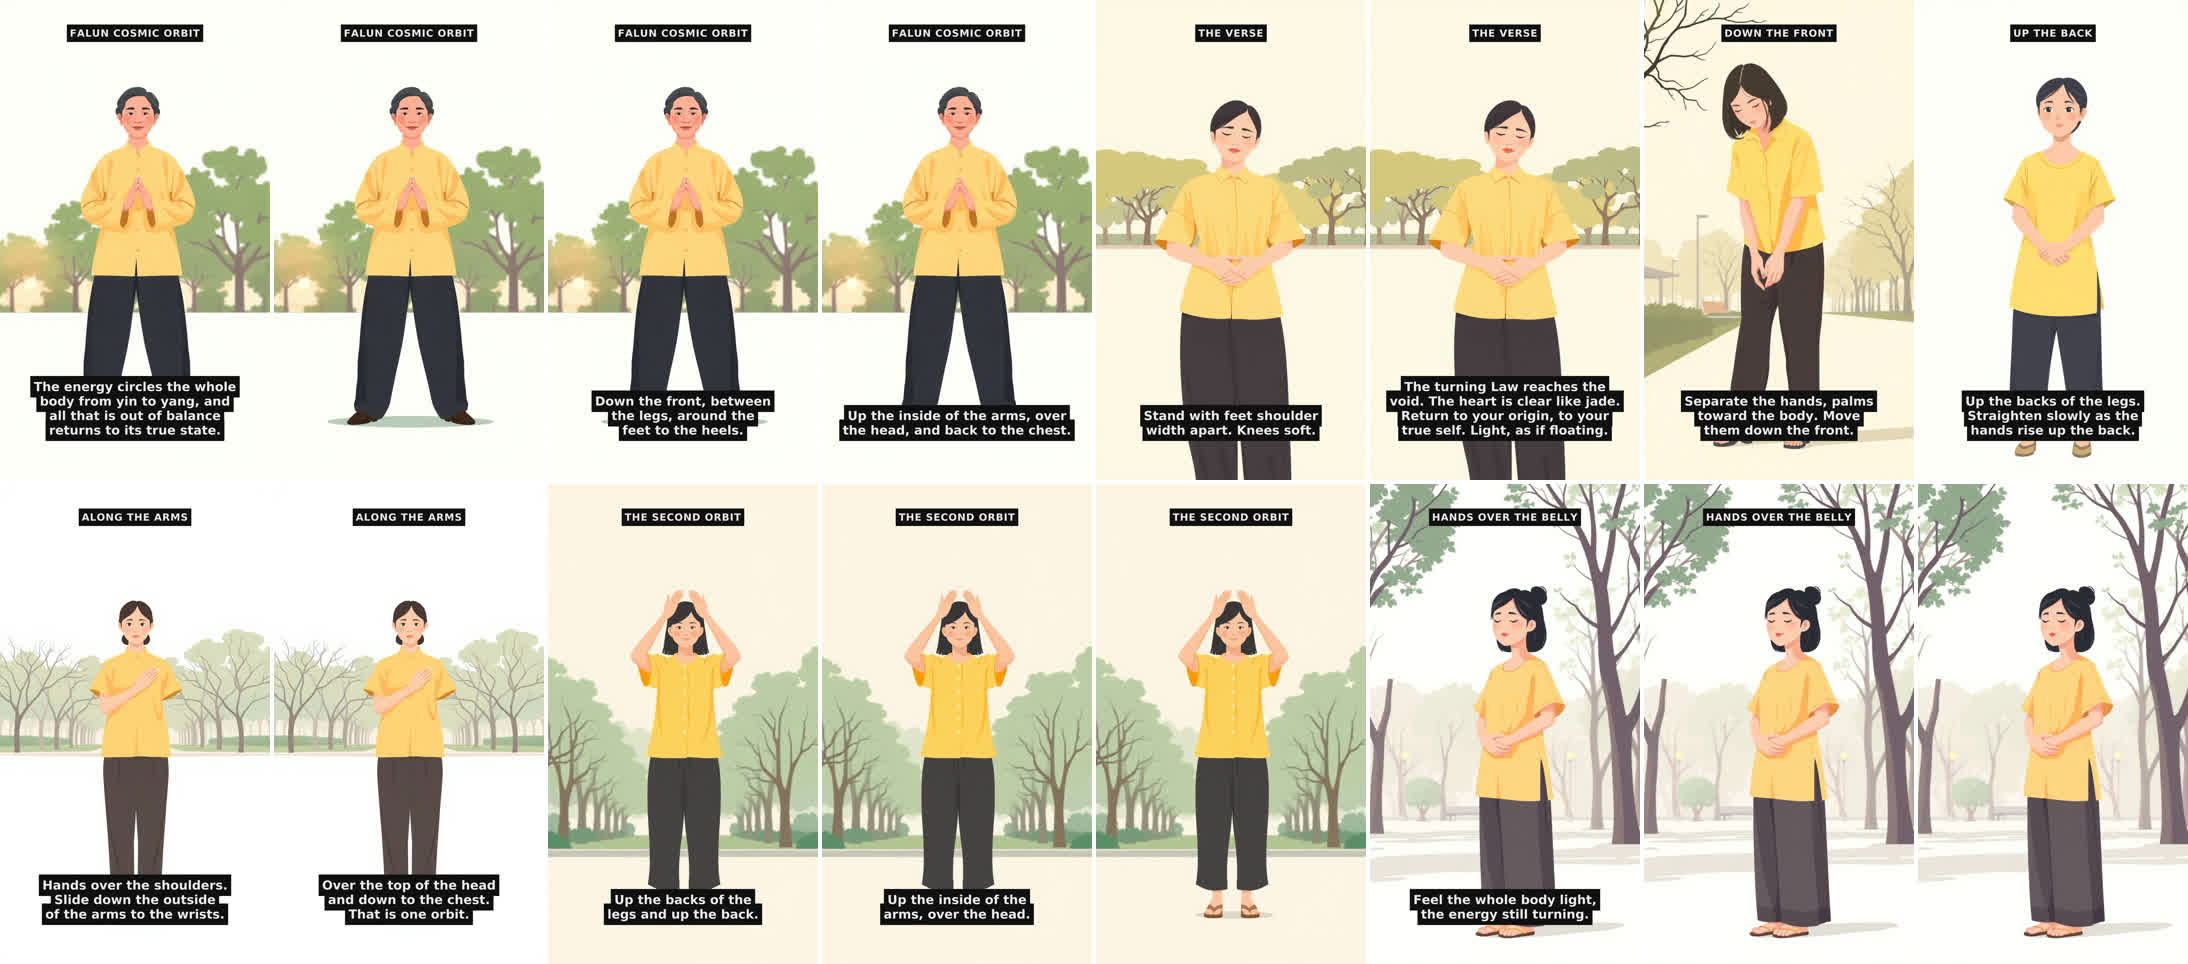 FALUN COSMIC ORBIT
The energy circles the whole
body from yin to yang, and
all that is out of balance
returns to its true state.
FALUN COSMIC ORBIT
FALUN COSMIC ORBIT
Down the front, between
the legs, around the
feet to the heels.
FALUN COSMIC ORBIT
Up the inside of the arms, over
the head, and back to the chest.
THE VERSE
Stand with feet shoulder
width apart. Knees soft.
THE VERSE
The turning Law reaches the
void. The heart is clear like jade.
Return to your origin, to your
true self. Light, as if floating.
DOWN THE FRONT
Separate the hands, palms
toward the body. Move
them down the front.
UP THE BACK
Up the backs of the legs.
Straighten slowly as the
hands rise up the back.
ALONG THE ARMS
Hands over the shoulders.
Slide down the outside
of the arms to the wrists.
ALONG THE ARMS
Over the top of the head
and down to the chest.
That is one orbit.
THE SECOND ORBIT
Up the backs of the
legs and up the back.
THE SECOND ORBIT
Up the inside of the
arms, over the head.
THE SECOND ORBIT
HANDS OVER THE BELLY
Feel the whole body light,
the energy still turning.
HANDS OVER THE BELLY